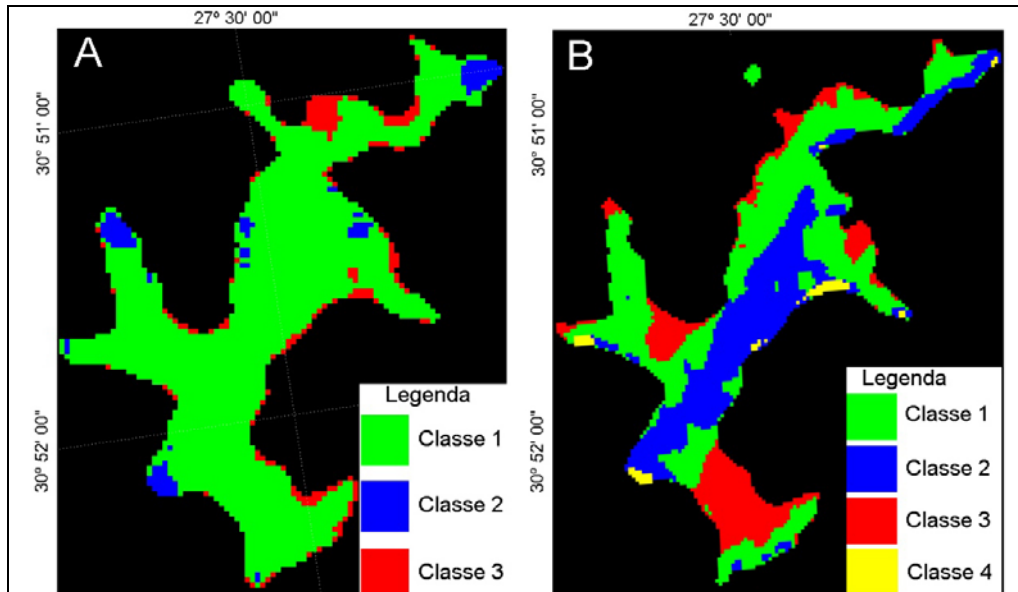 27° 30' 00"
27° 30' 00"
A
B
30° 51' 00"
30° 51' 00"
30° 52' 00"
30° 52' 00"
Legenda
Classe 1
Classe 2
Classe 3
Legenda
Classe 1
Classe 2
Classe 3
Classe 4